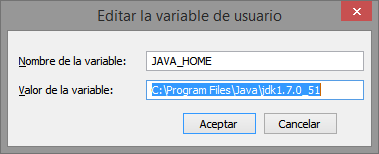 Editar la variable de usuario
Nombre de la variable: JAVA_HOME
Valor de la variable: C:\Program Files\Java\jdk1.7.0_51
Aceptar Cancelar